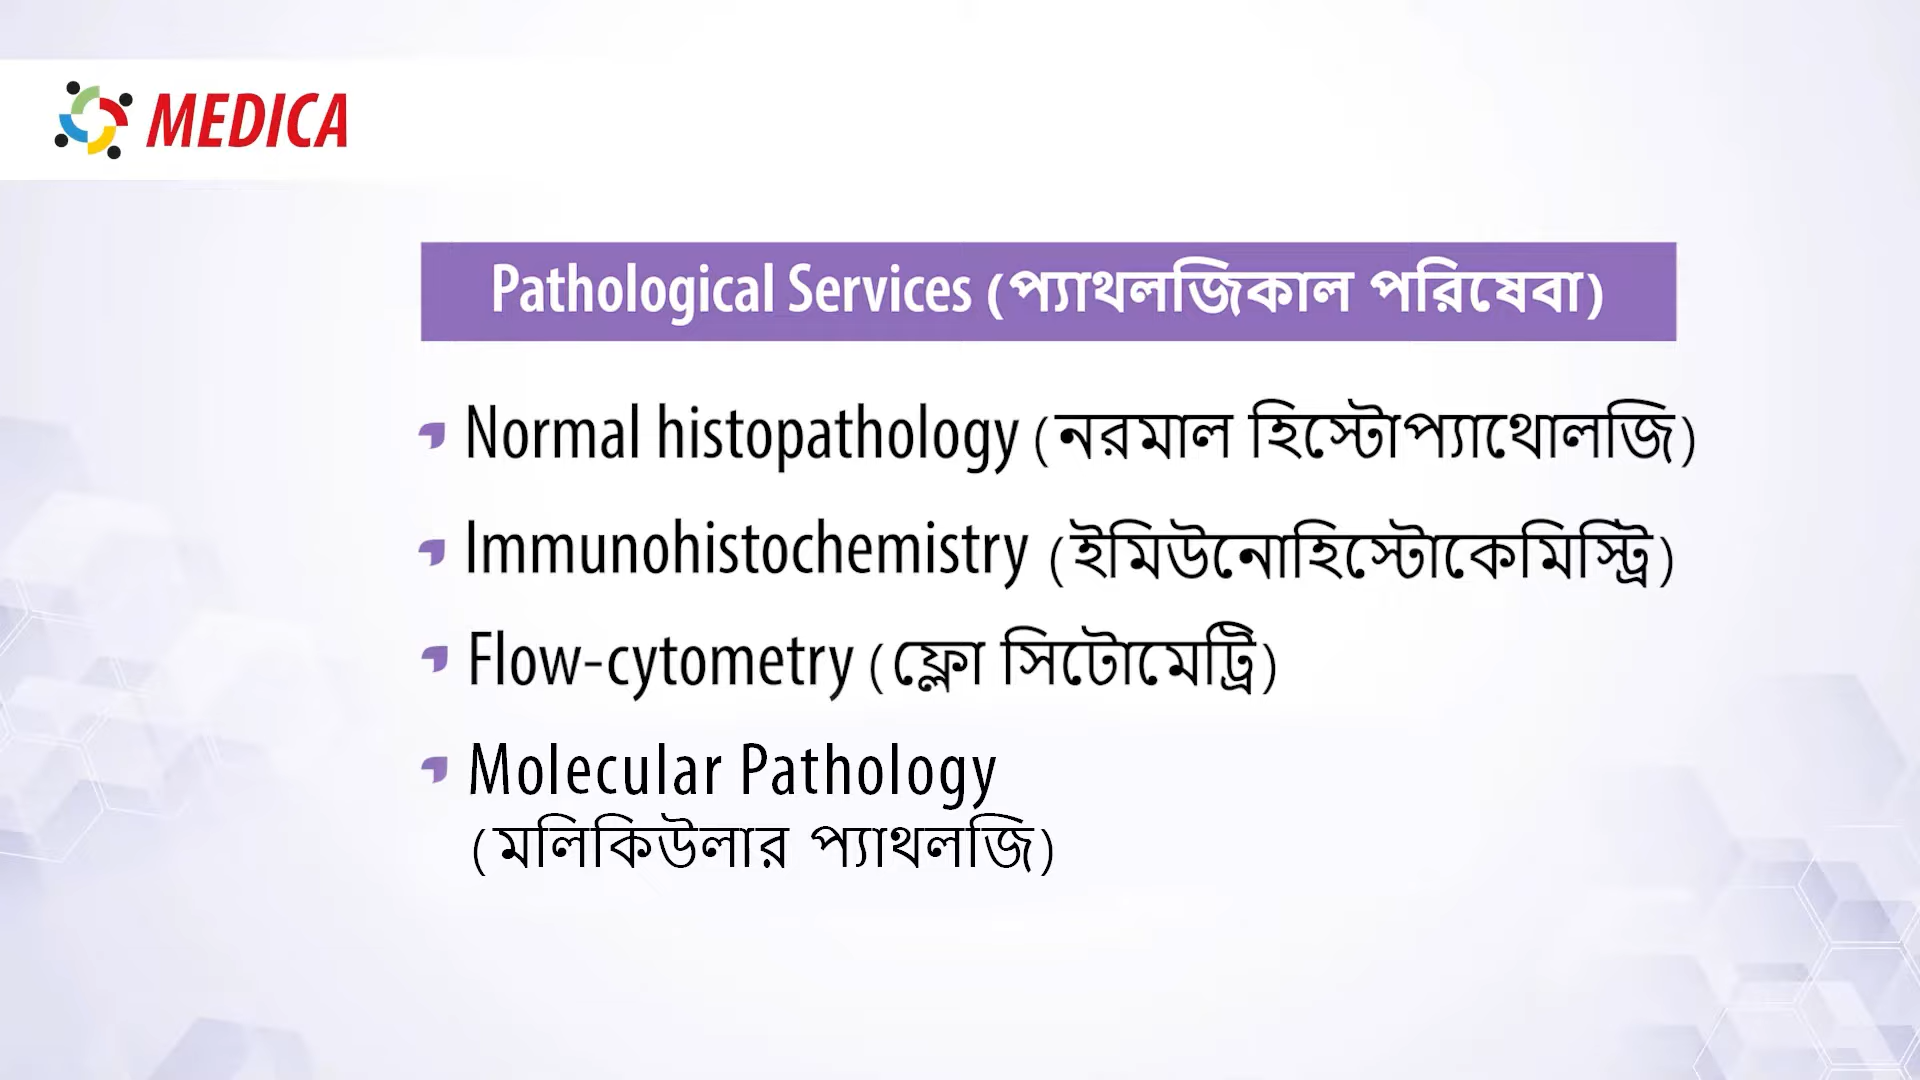 MEDICA
Pathological Services (প্যাথলজিকাল পরিষেবা)
Normal histopathology (নরমাল হিস্টোপ্যাথোলজি)
Immunohistochemistry (ইমিউনোহিস্টোকেমিস্ট্রি)
Flow-cytometry (ফ্লো সিটোমেট্রি)
Molecular Pathology
(মলিকিউলার প্যাথলজি)